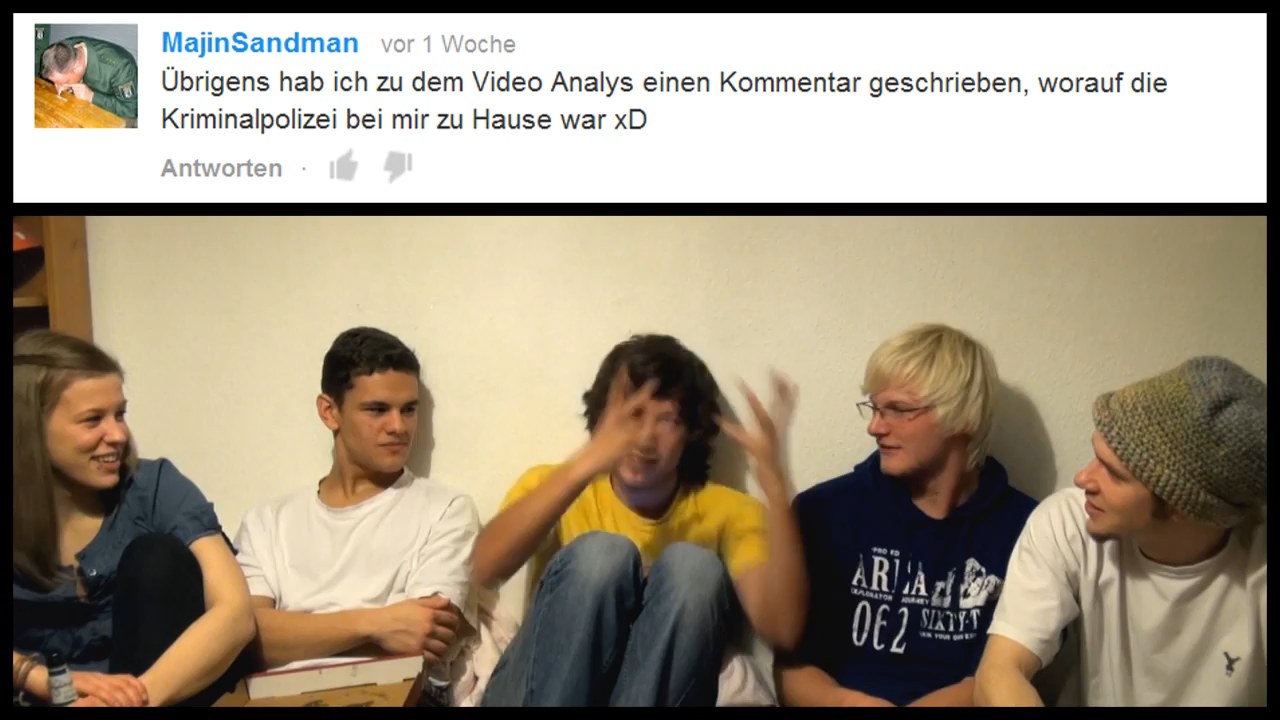 MajinSandman vor 1 Woche
Übrigens hab ich zu dem Video Analys einen Kommentar geschrieben, worauf die
Kriminalpolizei bei mir zu Hause war xD
Antworten ·
062 SIXTY-T